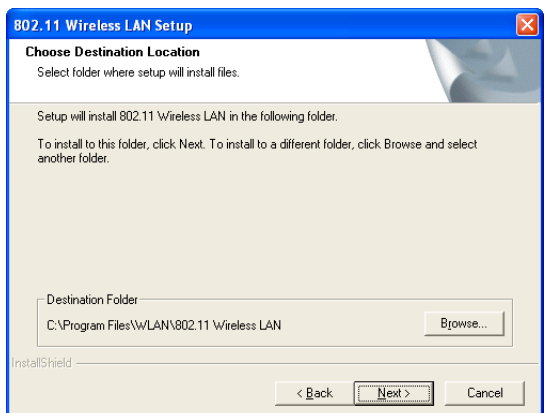 802.11 Wireless LAN Setup
Choose Destination Location
Select folder where setup will install files.
Setup will install 802.11 Wireless LAN in the following folder.
To install to this folder, click Next. To install to a different folder, click Browse and select
another folder.
Destination Folder
C:\Program Files\WLAN\802.11 Wireless LAN
Browse...
InstallShield
< Back
Next >
Cancel